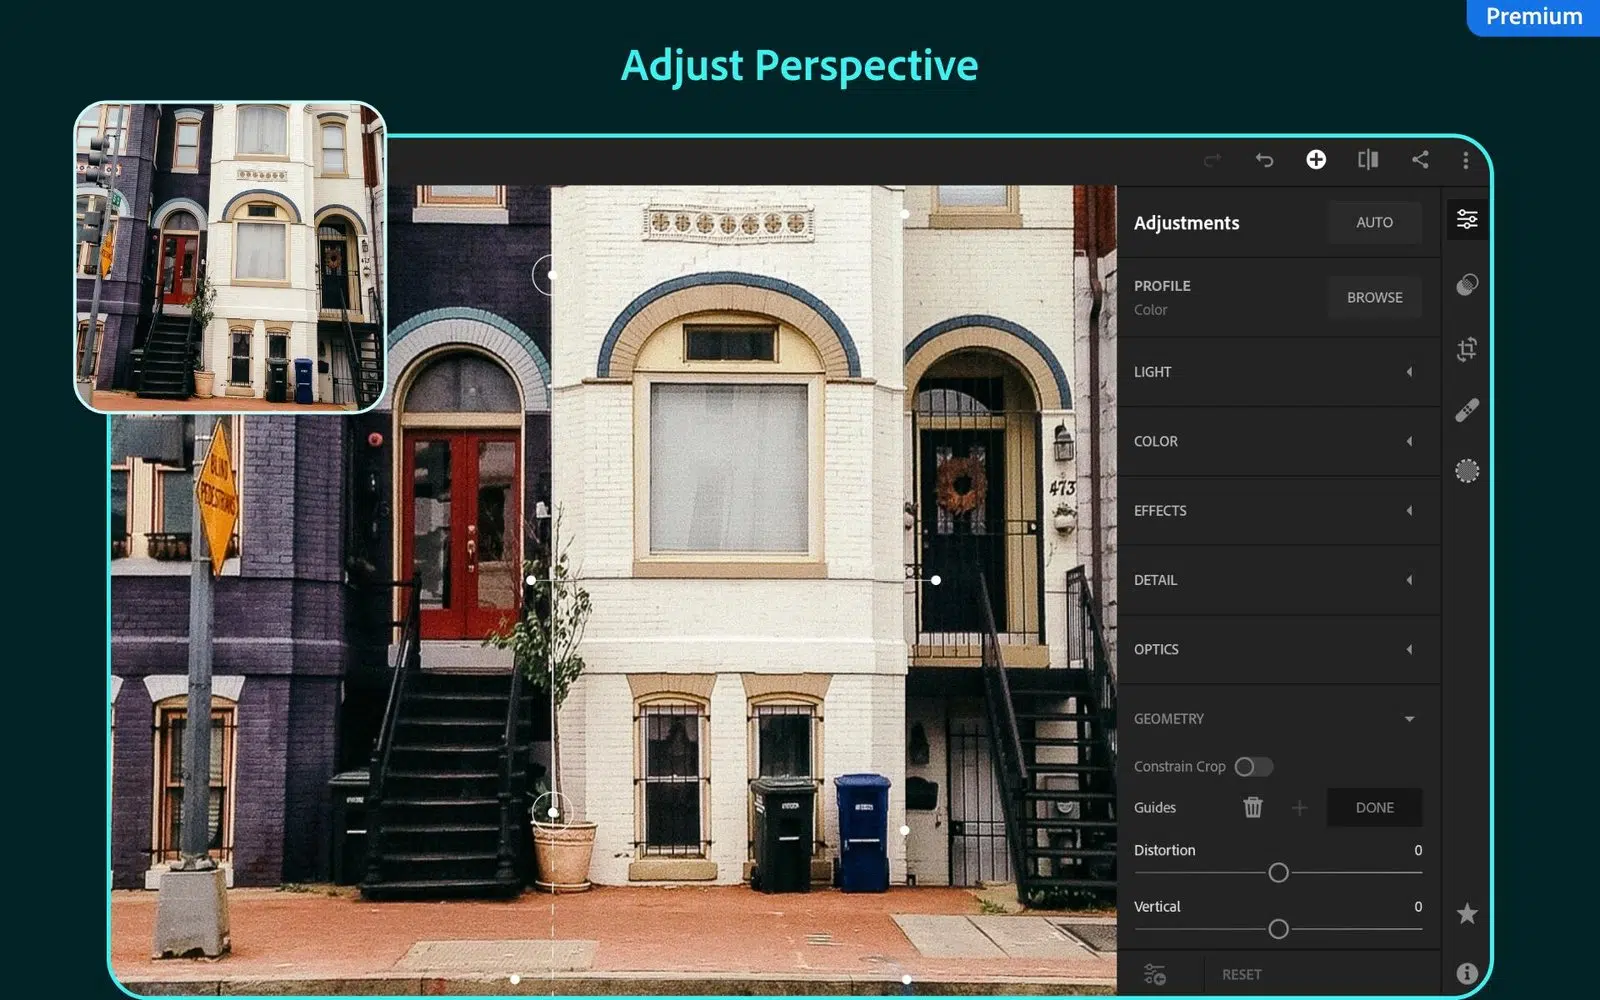 Premium
Adjust Perspective
Adjustments
AUTO
PROFILE
Color
BROWSE
LIGHT
COLOR
EFFECTS
DETAIL
OPTICS
GEOMETRY
Constrain Crop
Guides
DONE
Distortion
0
Vertical
0
RESET
PEDESTRIANS
473